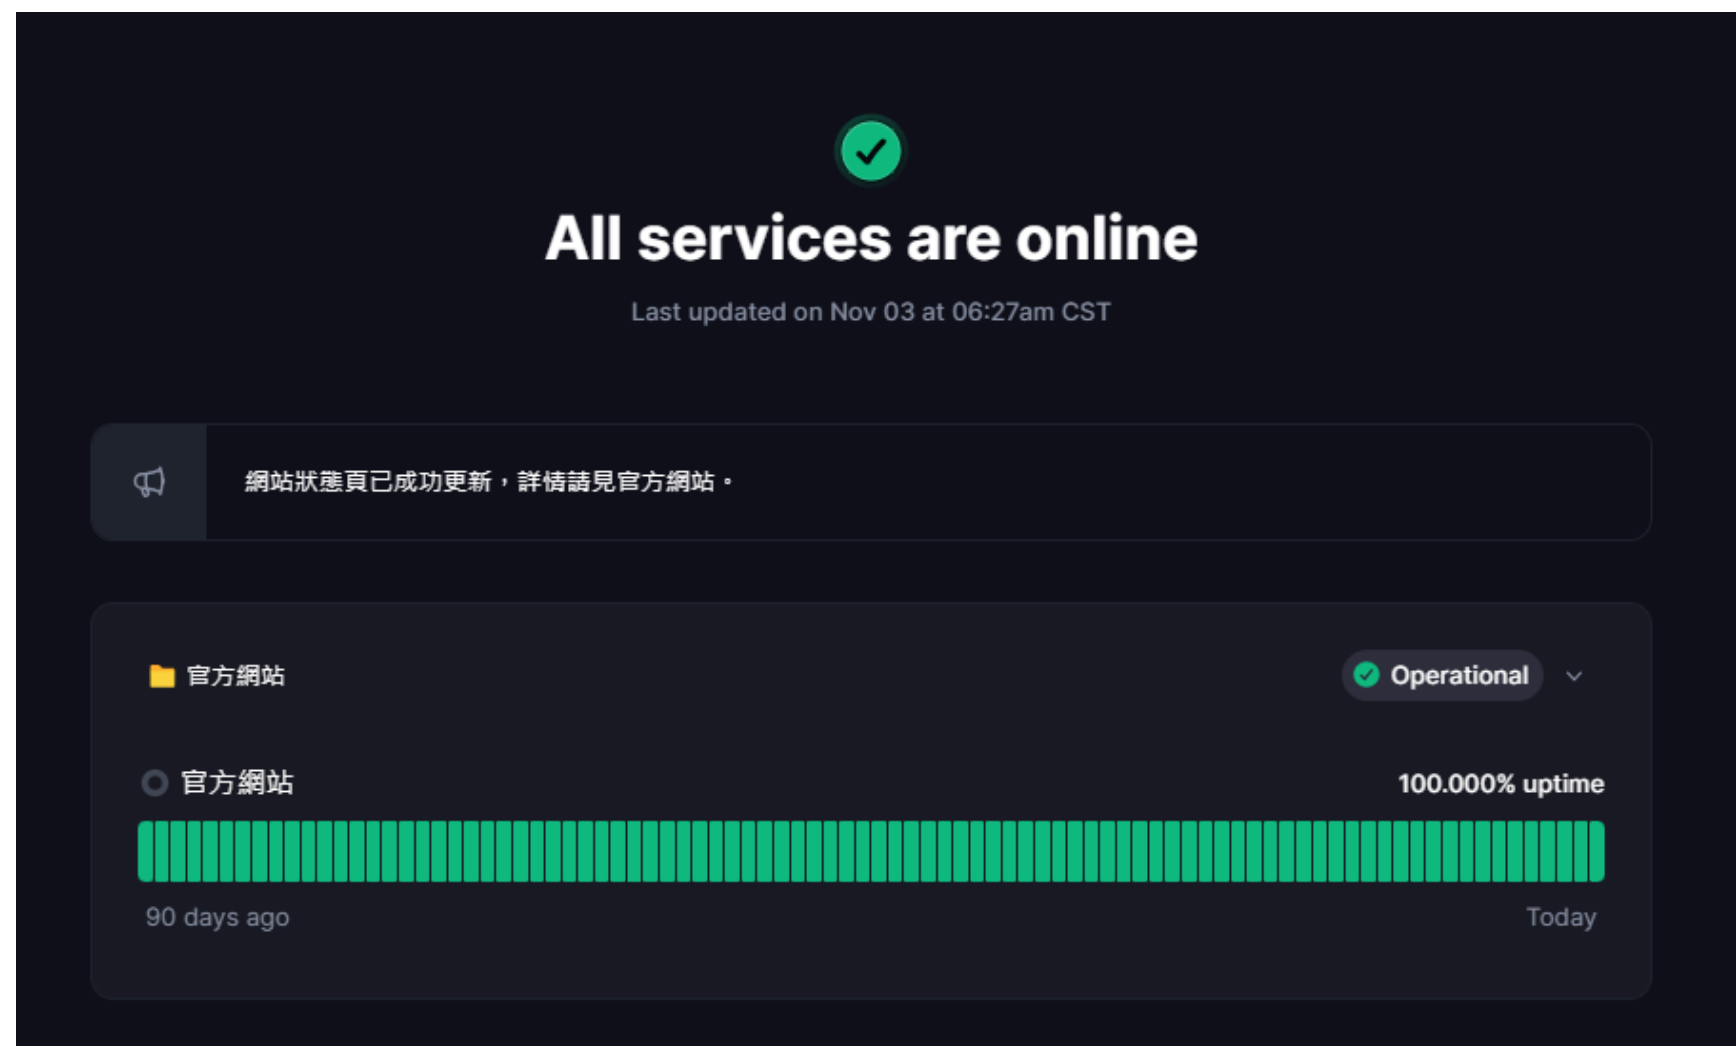 All services are online
Last updated on Nov 03 at 06:27am CST
網站狀態頁已成功更新，詳情請見官方網站。
官方網站
Operational
官方網站
100.000% uptime
90 days ago
Today